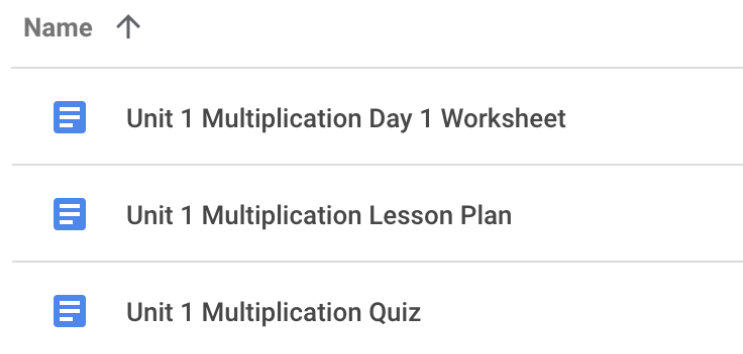 Name
Unit 1 Multiplication Day 1 Worksheet
Unit 1 Multiplication Lesson Plan
Unit 1 Multiplication Quiz